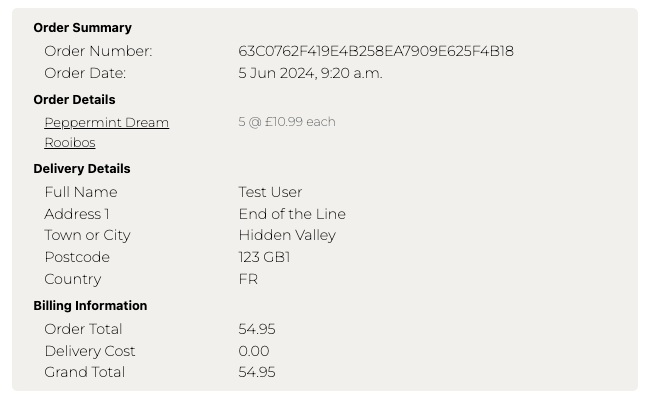 Order Summary
Order Number: 63C0762F419E4B258EA7909E625F4B18
Order Date: 5 Jun 2024, 9:20 a.m.
Order Details
Peppermint Dream 5 @ £10.99 each
Rooibos
Delivery Details
Full Name Test User
Address 1 End of the Line
Town or City Hidden Valley
Postcode 123 GB1
Country FR
Billing Information
Order Total 54.95
Delivery Cost 0.00
Grand Total 54.95